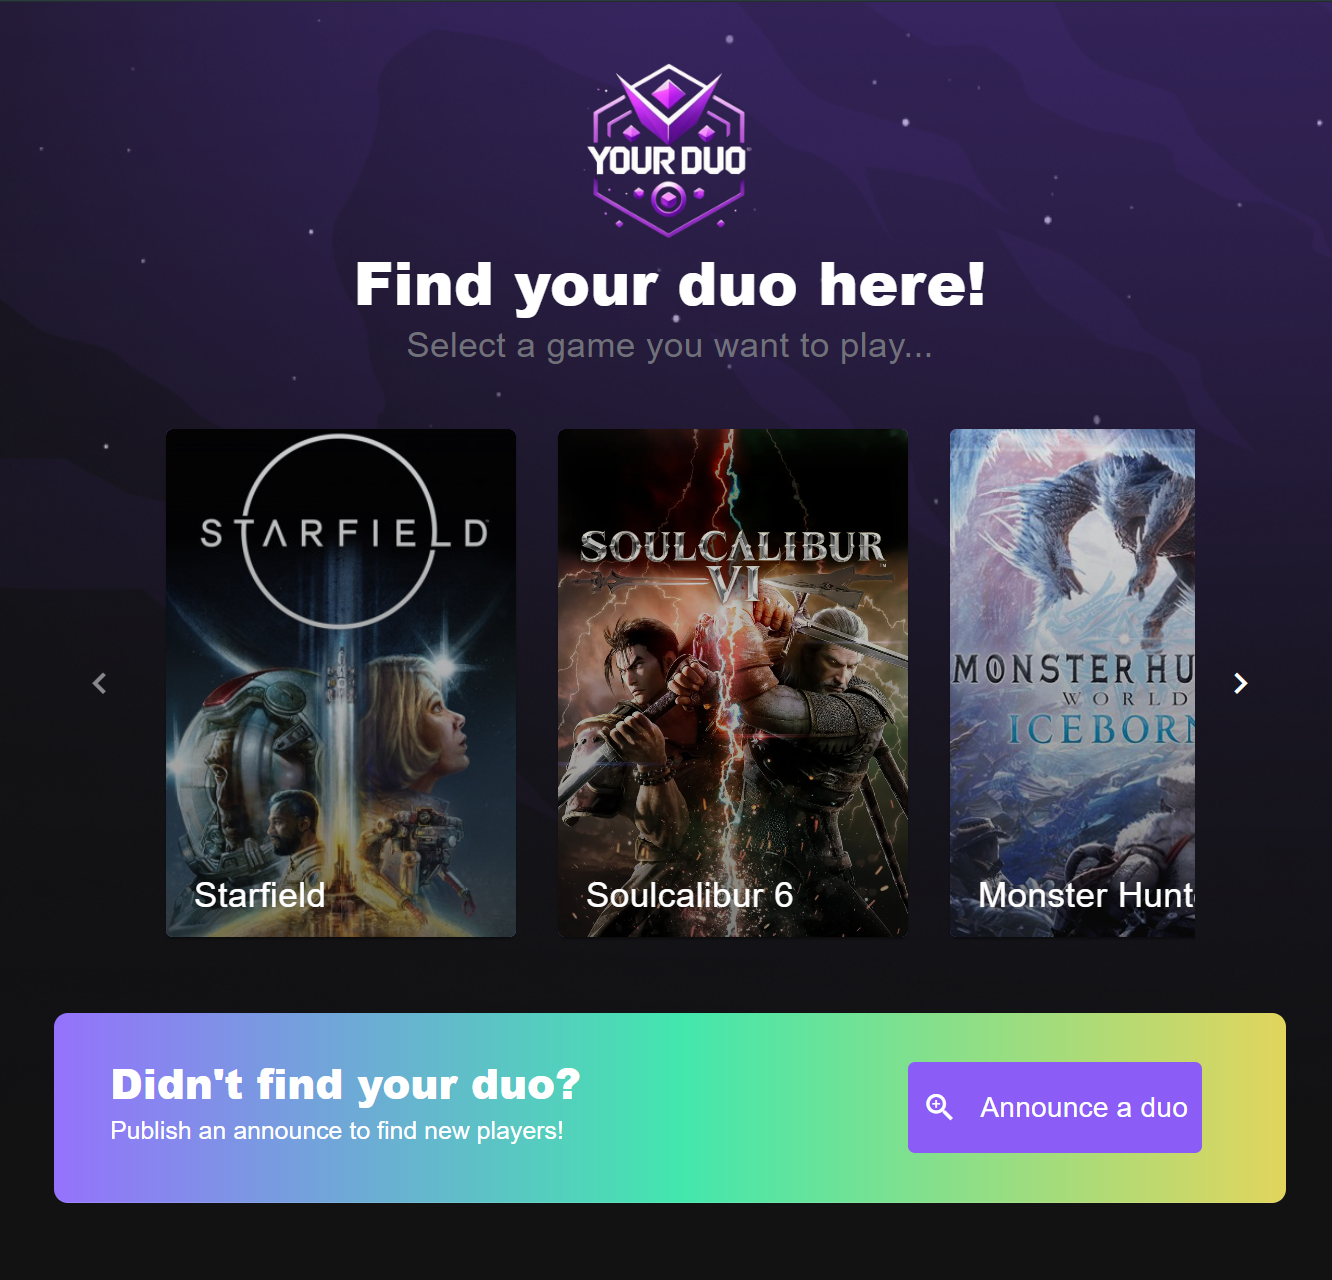 YOUR DUO
Find your duo here!
Select a game you want to play...
STARFIELD
Starfield
SOULCALIBUR
VI
Soulcalibur 6
MONSTER HU
WORLD
ICEBORN
Monster Hunt
Didn't find your duo?
Publish an announce to find new players!
Announce a duo